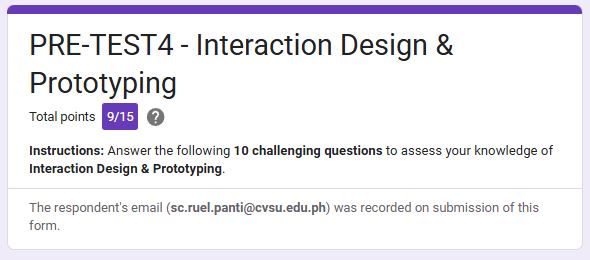 PRE-TEST4 - Interaction Design &
Prototyping
Total points 9/15 ?
Instructions: Answer the following 10 challenging questions to assess your knowledge of
Interaction Design & Prototyping.
The respondent's email (sc.ruel.panti@cvsu.edu.ph) was recorded on submission of this
form.